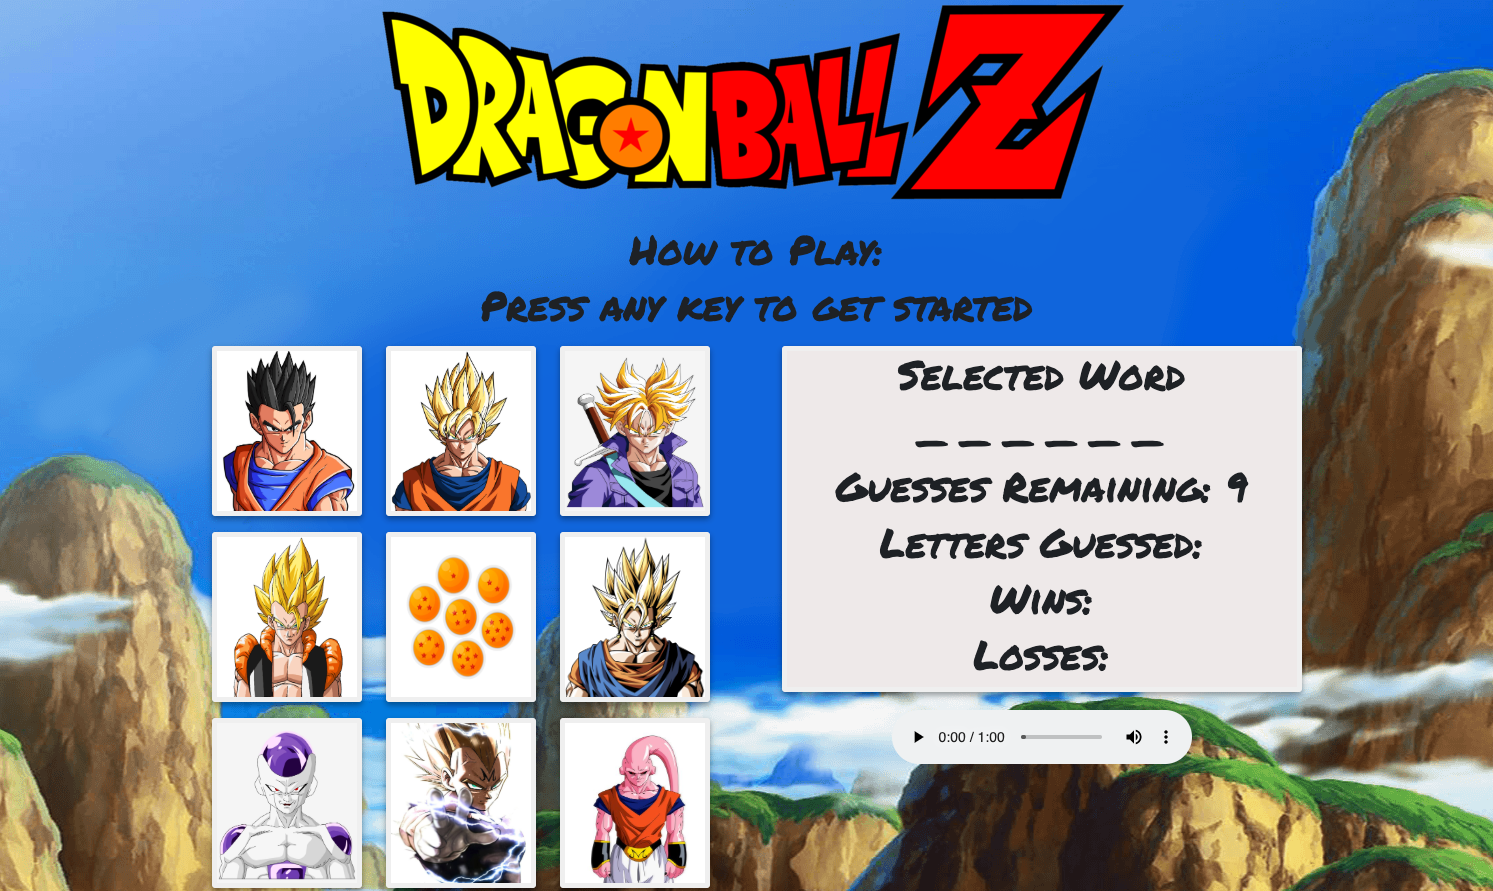 DRAGONBALL Z
How to Play:
Press any key to get started
Selected Word
_ _ _ _ _ _
Guesses Remaining: 9
Letters Guessed:
Wins:
Losses:
0:00 / 1:00